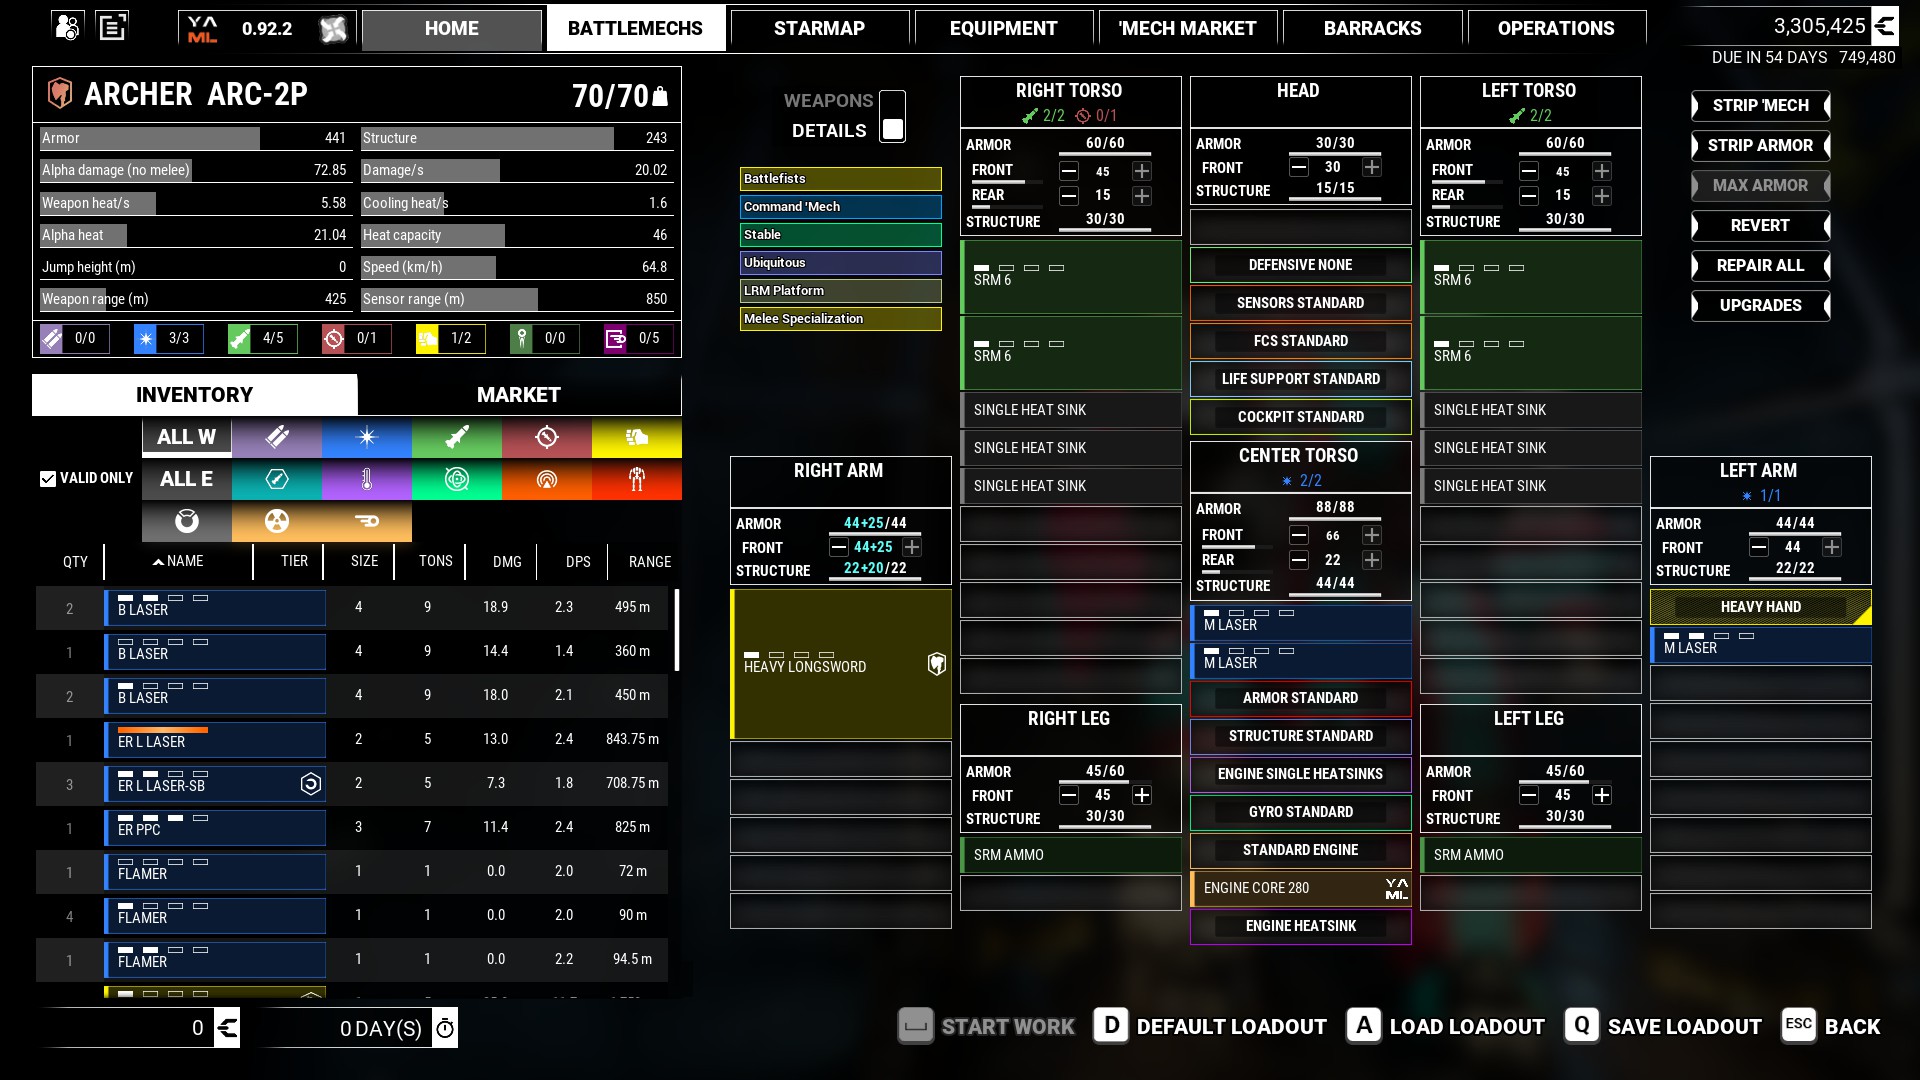 YAML 0.92.2
HOME
BATTLEMECHS
STARMAP
EQUIPMENT
'MECH MARKET
BARRACKS
OPERATIONS
3,305,425
DUE IN 54 DAYS 749,480
ARCHER ARC-2P
70/70
Armor 441
Structure 243
Alpha damage (no melee) 72.85
Damage/s 20.02
Weapon heat/s 5.58
Cooling heat/s 1.6
Alpha heat 21.04
Heat capacity 46
Jump height (m) 0
Speed (km/h) 64.8
Weapon range (m) 425
Sensor range (m) 850
0/0 3/3 4/5 0/1 1/2 0/0 0/5
INVENTORY
MARKET
ALL W
VALID ONLY
ALL E
QTY NAME TIER SIZE TONS DMG DPS RANGE
2 B LASER 4 9 18.9 2.3 495 m
1 B LASER 4 9 14.4 1.4 360 m
2 B LASER 4 9 18.0 2.1 450 m
1 ER L LASER 2 5 13.0 2.4 843.75 m
3 ER L LASER-SB 2 5 7.3 1.8 708.75 m
1 ER PPC 3 7 11.4 2.4 825 m
1 FLAMER 1 1 0.0 2.0 72 m
4 FLAMER 1 1 0.0 2.0 90 m
1 FLAMER 1 1 0.0 2.2 94.5 m
0
0 DAY(S)
WEAPONS
DETAILS
Battlefists
Command 'Mech
Stable
Ubiquitous
LRM Platform
Melee Specialization
RIGHT ARM
ARMOR 44+25/44
FRONT 44+25
STRUCTURE 22+20/22
HEAVY LONGSWORD
RIGHT TORSO
2/2 0/1
ARMOR 60/60
FRONT 45
REAR 15
STRUCTURE 30/30
SRM 6
SRM 6
SINGLE HEAT SINK
SINGLE HEAT SINK
SINGLE HEAT SINK
RIGHT LEG
ARMOR 45/60
FRONT 45
STRUCTURE 30/30
SRM AMMO
HEAD
ARMOR 30/30
FRONT 30
STRUCTURE 15/15
DEFENSIVE NONE
SENSORS STANDARD
FCS STANDARD
LIFE SUPPORT STANDARD
COCKPIT STANDARD
CENTER TORSO
2/2
ARMOR 88/88
FRONT 66
REAR 22
STRUCTURE 44/44
M LASER
M LASER
ARMOR STANDARD
STRUCTURE STANDARD
ENGINE SINGLE HEATSINKS
GYRO STANDARD
STANDARD ENGINE
ENGINE CORE 280 YAML
ENGINE HEATSINK
LEFT TORSO
2/2
ARMOR 60/60
FRONT 45
REAR 15
STRUCTURE 30/30
SRM 6
SRM 6
SINGLE HEAT SINK
SINGLE HEAT SINK
SINGLE HEAT SINK
LEFT LEG
ARMOR 45/60
FRONT 45
STRUCTURE 30/30
SRM AMMO
LEFT ARM
1/1
ARMOR 44/44
FRONT 44
STRUCTURE 22/22
HEAVY HAND
M LASER
STRIP 'MECH
STRIP ARMOR
MAX ARMOR
REVERT
REPAIR ALL
UPGRADES
START WORK
D DEFAULT LOADOUT
A LOAD LOADOUT
Q SAVE LOADOUT
ESC BACK